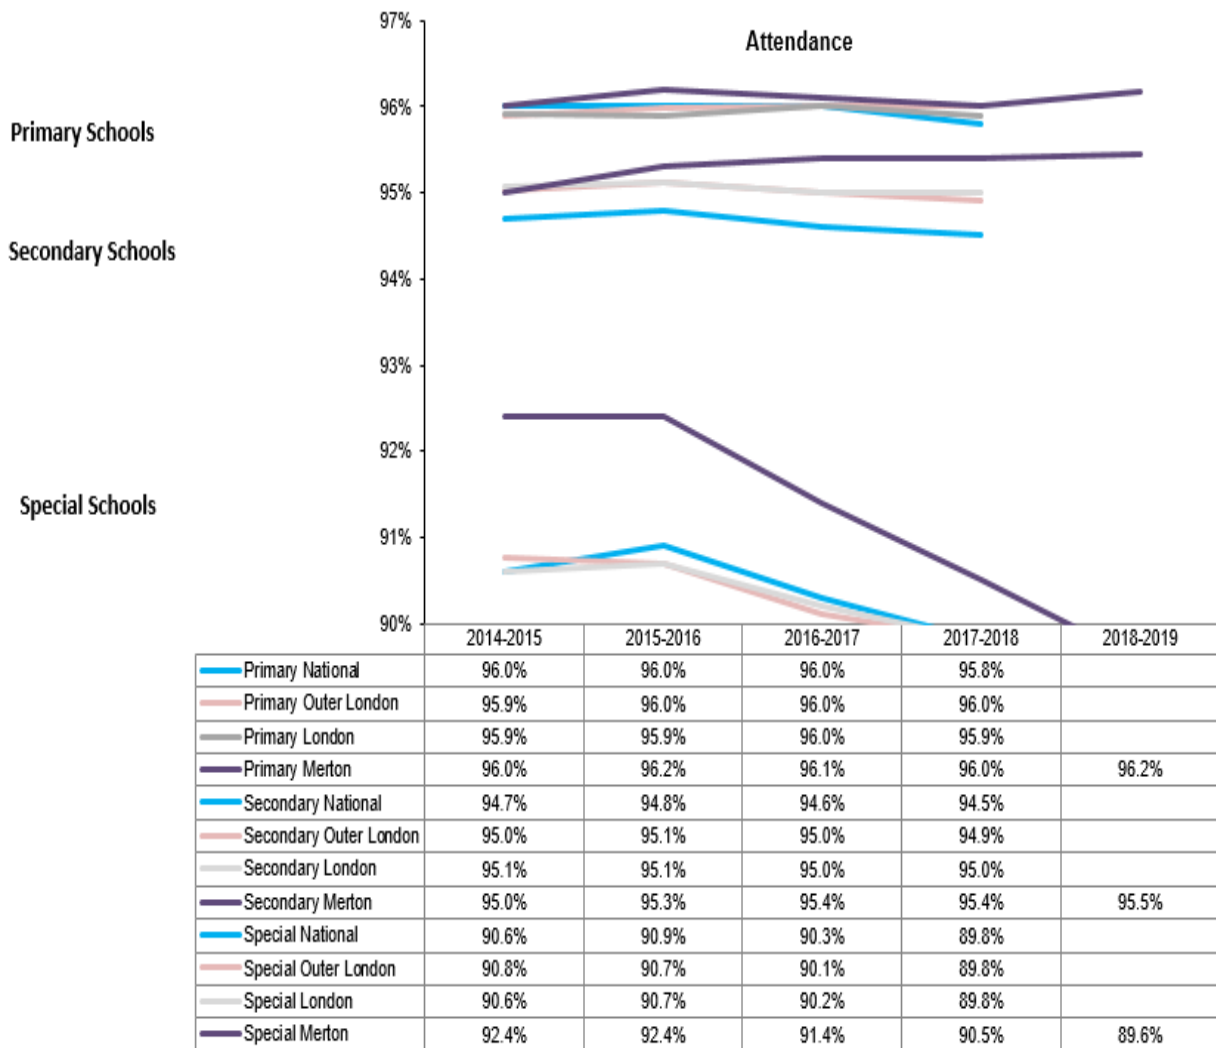 Attendance
97%
96%
Primary Schools
95%
Secondary Schools
94%
93%
92%
Special Schools
91%
90%
2014-2015 2015-2016 2016-2017 2017-2018 2018-2019
Primary National 96.0% 96.0% 96.0% 95.8%
Primary Outer London 95.9% 96.0% 96.0% 96.0%
Primary London 95.9% 95.9% 96.0% 95.9%
Primary Merton 96.0% 96.2% 96.1% 96.0% 96.2%
Secondary National 94.7% 94.8% 94.6% 94.5%
Secondary Outer London 95.0% 95.1% 95.0% 94.9%
Secondary London 95.1% 95.1% 95.0% 95.0%
Secondary Merton 95.0% 95.3% 95.4% 95.4% 95.5%
Special National 90.6% 90.9% 90.3% 89.8%
Special Outer London 90.8% 90.7% 90.1% 89.8%
Special London 90.6% 90.7% 90.2% 89.8%
Special Merton 92.4% 92.4% 91.4% 90.5% 89.6%